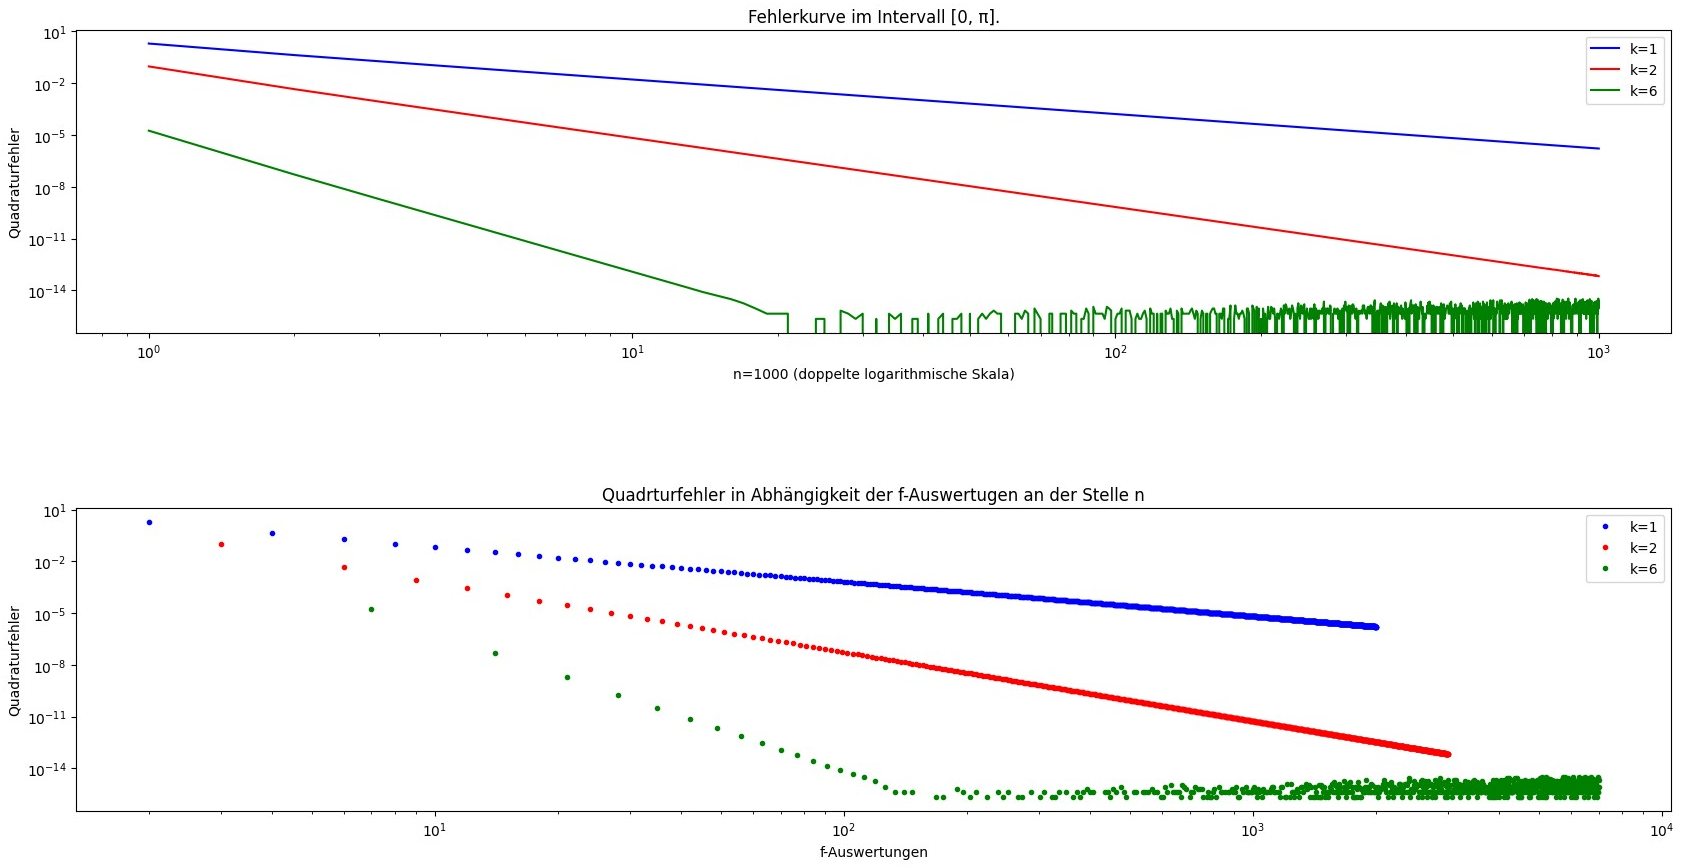 Fehlerkurve im Intervall [0, π].
10^1
10^-2
10^-5
10^-8
10^-11
10^-14
Quadraturfehler
k=1
k=2
k=6
10^0
10^1
10^2
10^3
n=1000 (doppelte logarithmische Skala)
Quadrturfehler in Abhängigkeit der f-Auswertugen an der Stelle n
10^1
10^-2
10^-5
10^-8
10^-11
10^-14
Quadraturfehler
k=1
k=2
k=6
10^1
10^2
10^3
10^4
f-Auswertungen